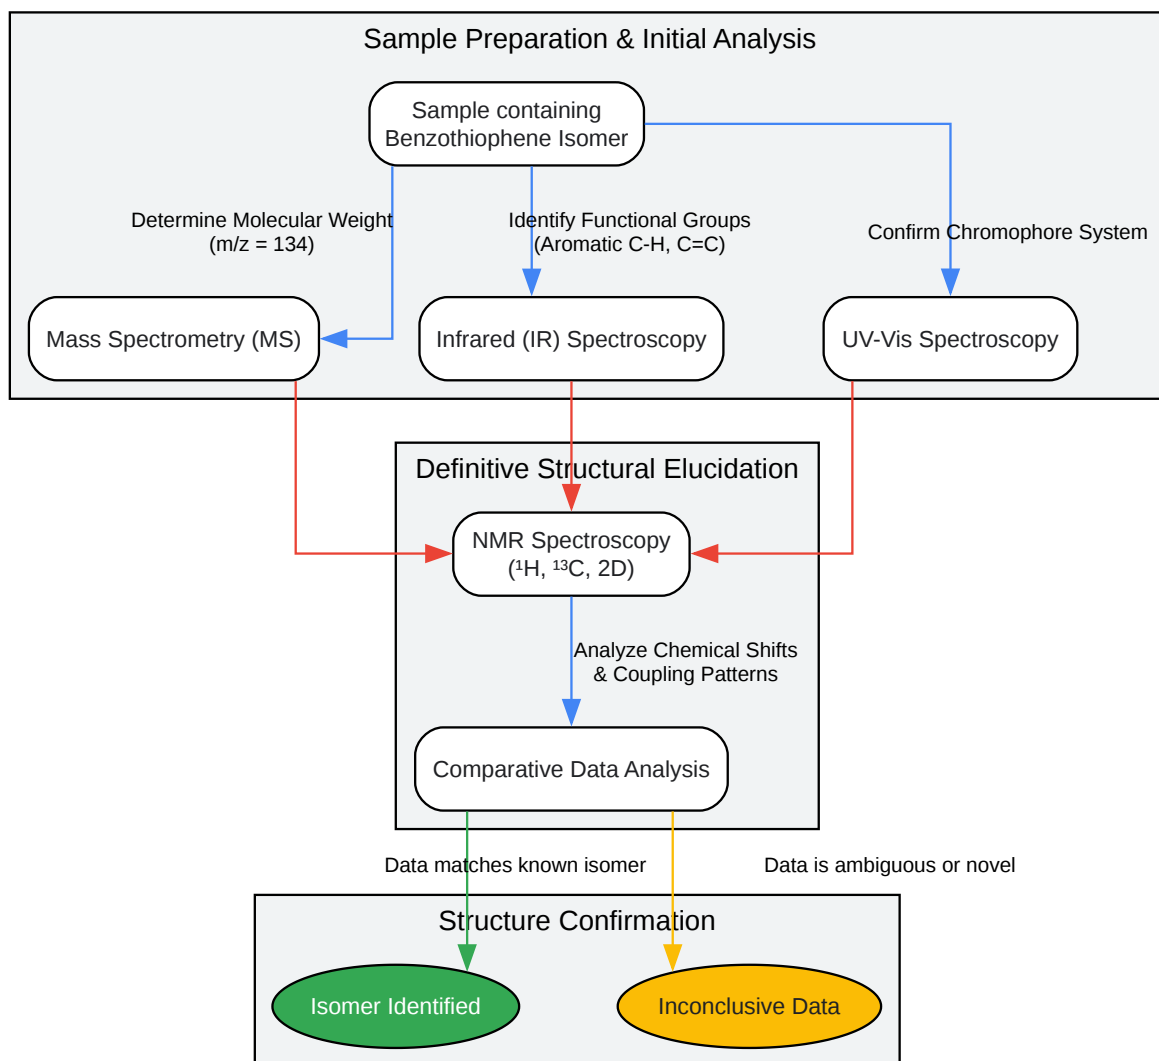 Sample Preparation & Initial Analysis
Sample containing
Benzothiophene Isomer
Determine Molecular Weight
(m/z = 134)
Identify Functional Groups
(Aromatic C-H, C=C)
Confirm Chromophore System
Mass Spectrometry (MS)
Infrared (IR) Spectroscopy
UV-Vis Spectroscopy
Definitive Structural Elucidation
NMR Spectroscopy
(¹H, ¹³C, 2D)
Analyze Chemical Shifts
& Coupling Patterns
Comparative Data Analysis
Data matches known isomer
Data is ambiguous or novel
Structure Confirmation
Isomer Identified
Inconclusive Data